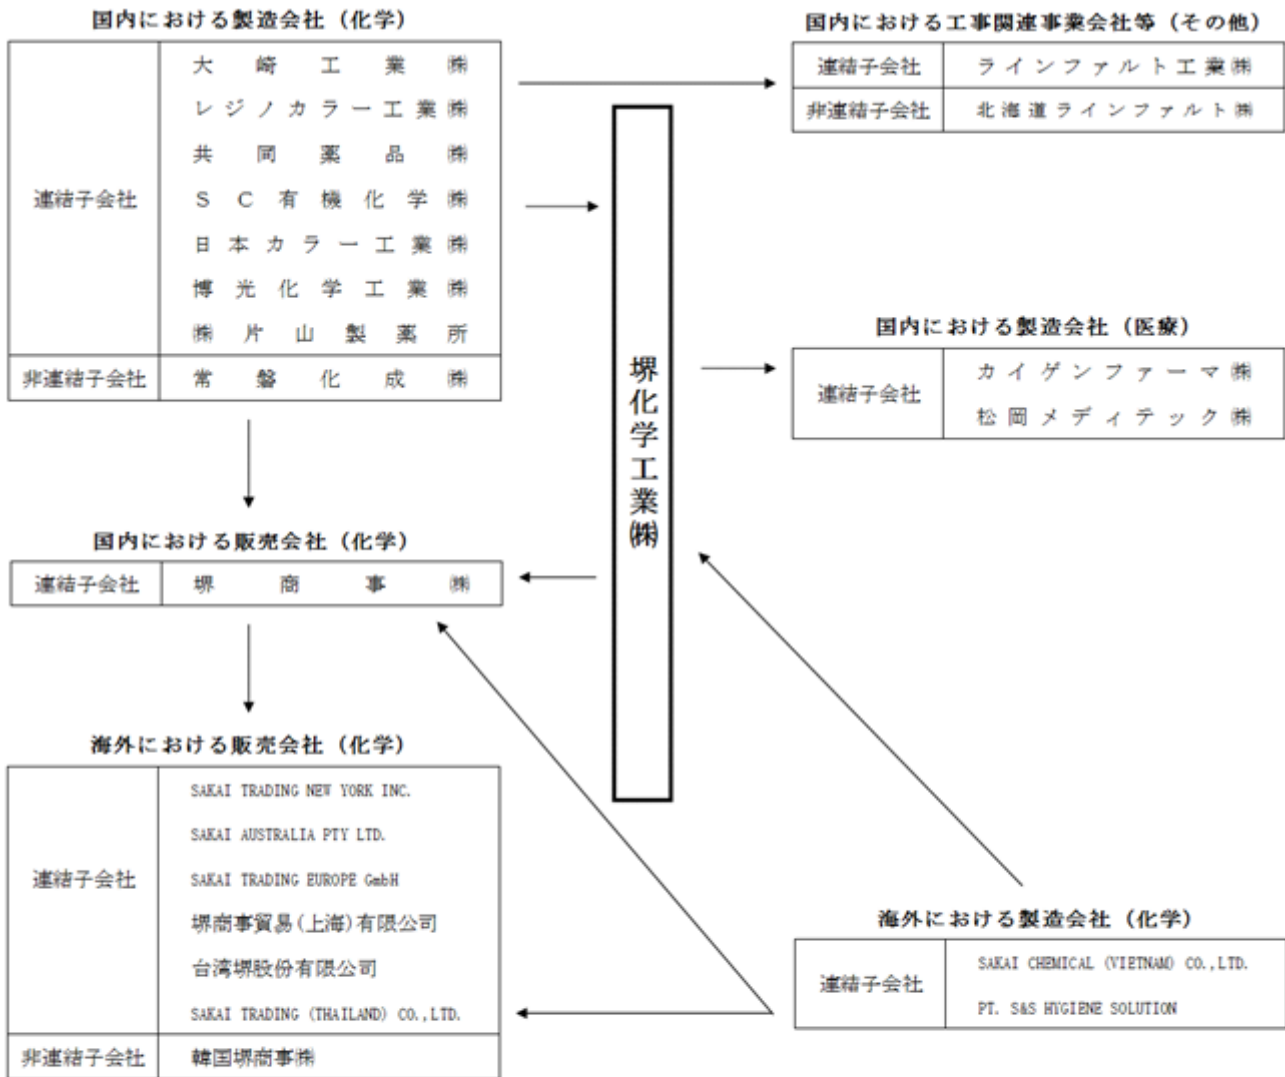 国内における製造会社（化学）
連結子会社
大崎工業㈱
レジノカラー工業㈱
共同薬品㈱
ＳＣ有機化学㈱
日本カラー工業㈱
博光化学工業㈱
㈱片山製薬所
非連結子会社
常磐化成㈱
国内における工事関連事業会社等（その他）
連結子会社 ラインファルト工業㈱
非連結子会社 北海道ラインファルト㈱
堺化学工業㈱
国内における製造会社（医療）
連結子会社
カイゲンファーマ㈱
松岡メディテック㈱
国内における販売会社（化学）
連結子会社 堺商事㈱
海外における販売会社（化学）
連結子会社
SAKAI TRADING NEW YORK INC.
SAKAI AUSTRALIA PTY LTD.
SAKAI TRADING EUROPE GmbH
堺商事貿易(上海)有限公司
台湾堺股份有限公司
SAKAI TRADING (THAILAND) CO.,LTD.
非連結子会社 韓国堺商事㈱
海外における製造会社（化学）
連結子会社
SAKAI CHEMICAL (VIETNAM) CO.,LTD.
PT. S&S HYGIENE SOLUTION